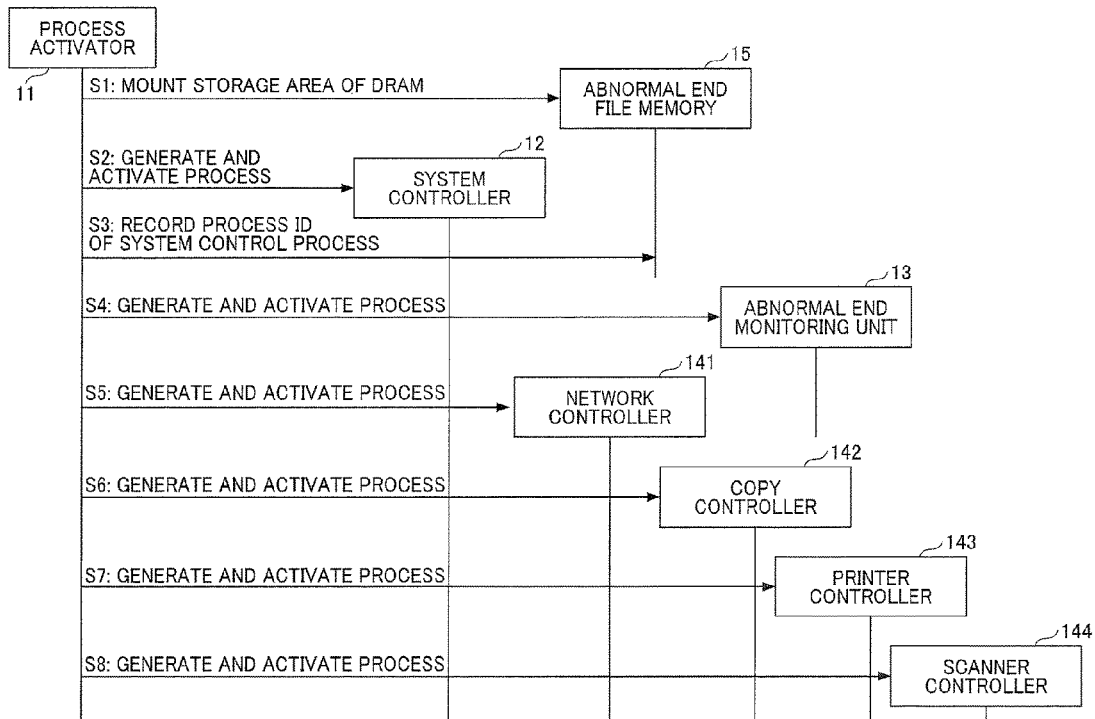 PROCESS
ACTIVATOR
11
S1: MOUNT STORAGE AREA OF DRAM
15
ABNORMAL END
FILE MEMORY
S2: GENERATE AND
ACTIVATE PROCESS
12
SYSTEM
CONTROLLER
S3: RECORD PROCESS ID
OF SYSTEM CONTROL PROCESS
S4: GENERATE AND ACTIVATE PROCESS
13
ABNORMAL END
MONITORING UNIT
S5: GENERATE AND ACTIVATE PROCESS
141
NETWORK
CONTROLLER
S6: GENERATE AND ACTIVATE PROCESS
142
COPY
CONTROLLER
S7: GENERATE AND ACTIVATE PROCESS
143
PRINTER
CONTROLLER
S8: GENERATE AND ACTIVATE PROCESS
144
SCANNER
CONTROLLER